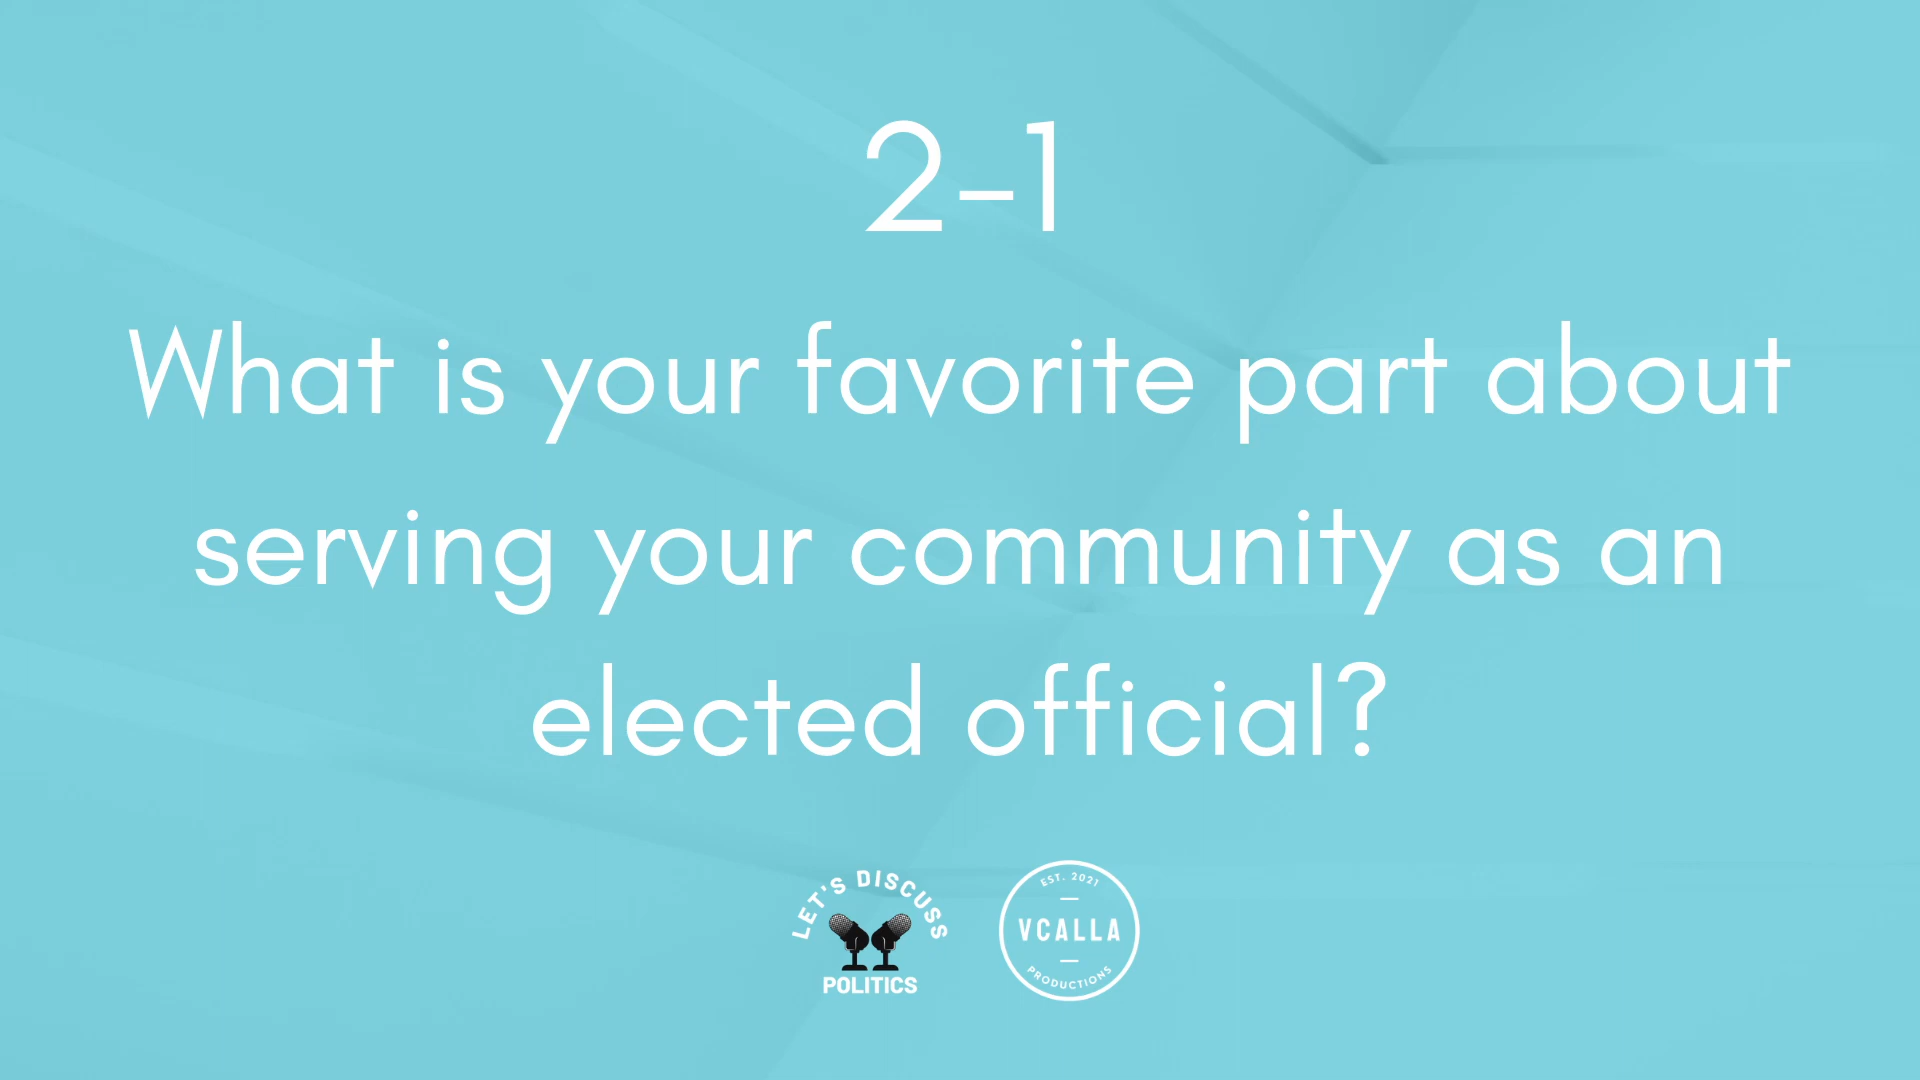 2-1
What is your favorite part about
serving your community as an
elected official?
LET'S DISCUSS
POLITICS
EST. 2021
VCALLA
PRODUCTIONS